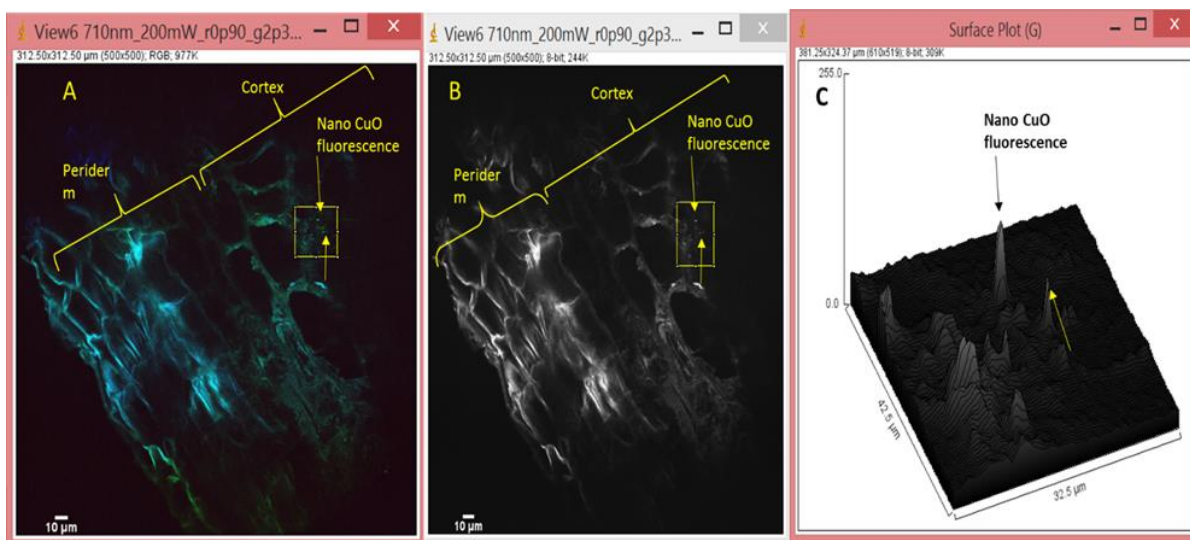 View6 710nm_200mW_r0p90_g2p3...
312.50x312.50 µm (500x500); RGB; 977K
A
Cortex
Nano CuO
fluorescence
Perider
m
10 µm
View6 710nm_200mW_r0p90_g2p3...
312.50x312.50 µm (500x500); 8-bit; 244K
B
Cortex
Nano CuO
fluorescence
Perider
m
10 µm
Surface Plot (G)
381.25x324.37 µm (610x519); 8-bit; 309K
255.0
C
Nano CuO
fluorescence
0.0
42.5 µm
32.5 µm